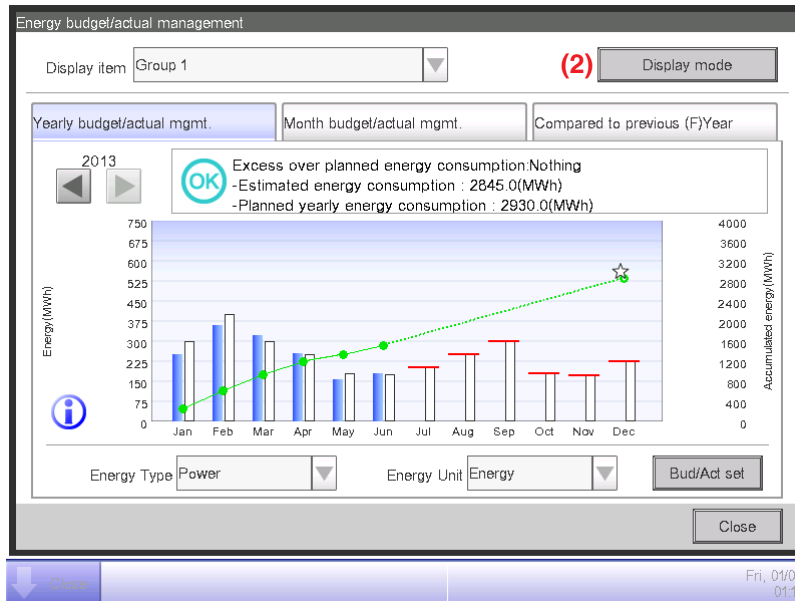 Energy budget/actual management
Display item Group 1
(2) Display mode
Yearly budget/actual mgmt. Month budget/actual mgmt. Compared to previous (F)Year
2013
OK
Excess over planned energy consumption:Nothing
-Estimated energy consumption : 2845.0(MWh)
-Planned yearly energy consumption : 2930.0(MWh)
Energy(MWh)
750
675
600
525
450
375
300
225
150
75
0
4000
3600
3200
2800
2400
2000
1600
1200
800
400
0
Accumulated energy(MWh)
i
Jan Feb Mar Apr May Jun Jul Aug Sep Oct Nov Dec
Energy Type Power Energy Unit Energy Bud/Act set
Close
Close
Fri, 01/0